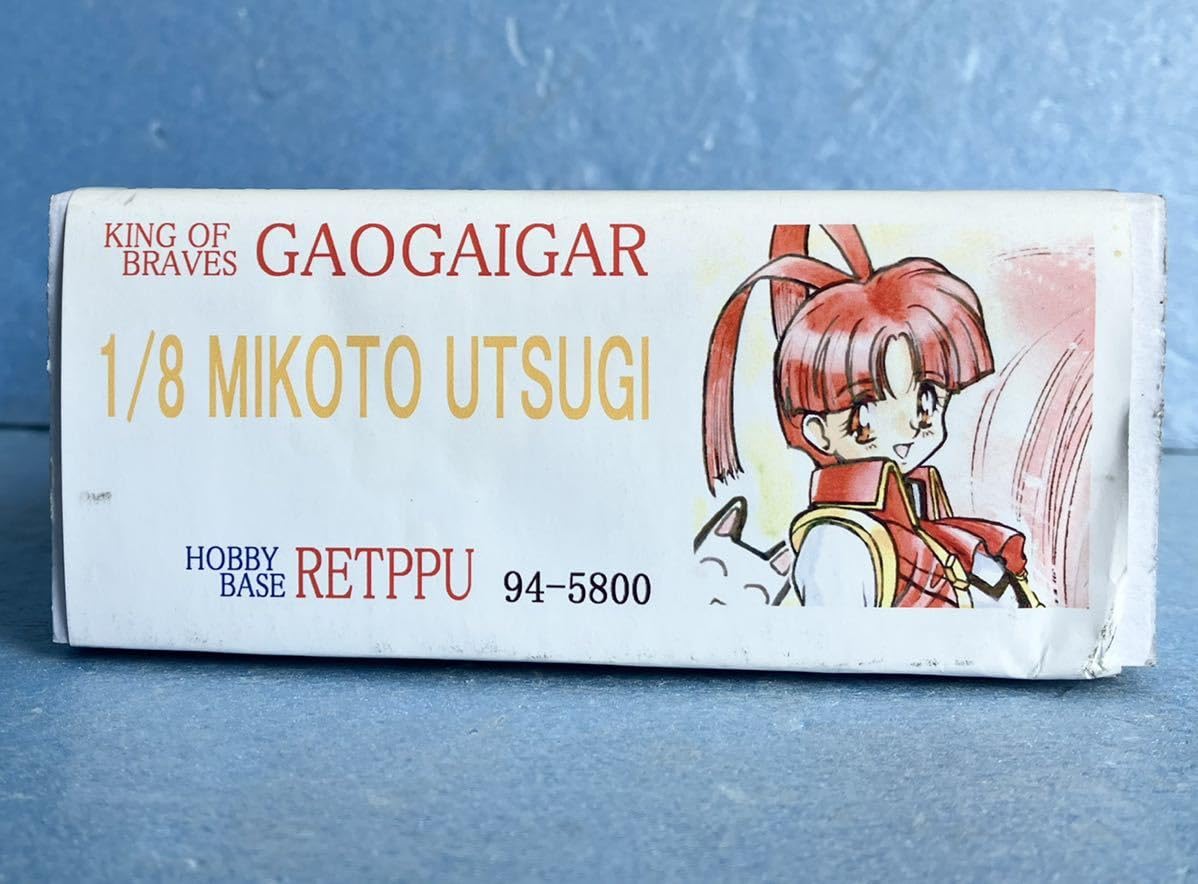 KING OF
BRAVES GAOGAIGAR
1/8 MIKOTO UTSUGI
HOBBY
BASE RETPPU 94-5800